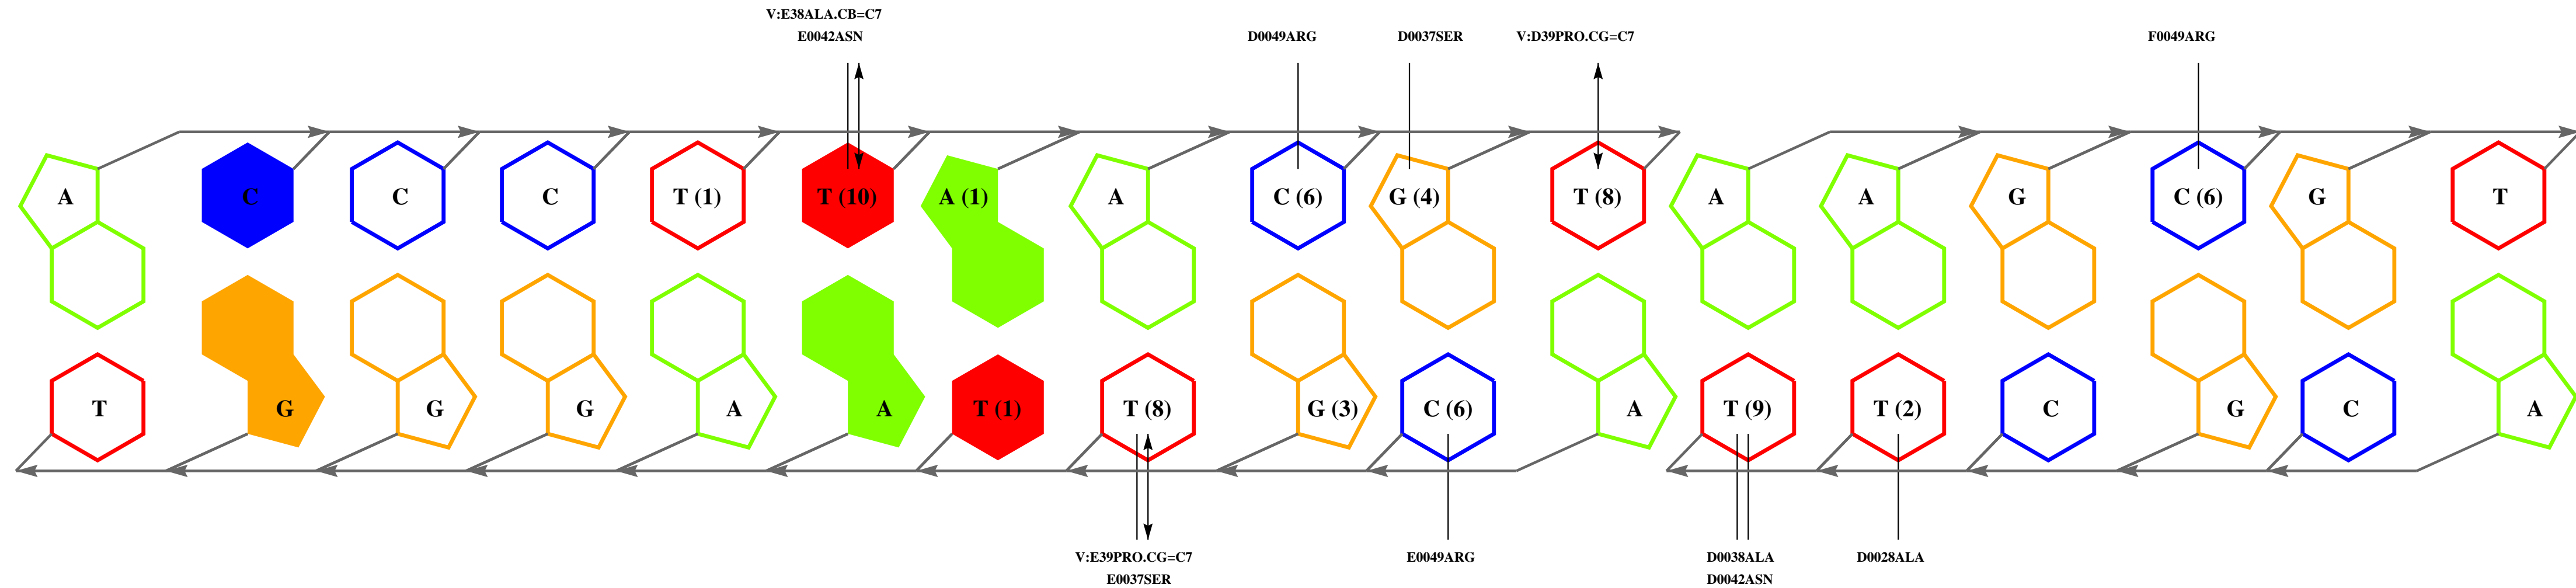 V:E38ALA.CB=C7
E0042ASN D0049ARG D0037SER V:D39PRO.CG=C7 F0049ARG
A C C C T (1) T (10) A (1) A C (6) G (4) T (8) A A G C (6) G T
T G G G A A T (1) T (8) G (3) C (6) A T (9) T (2) C G C A
V:E39PRO.CG=C7 E0049ARG D0038ALA D0028ALA
E0037SER D0042ASN